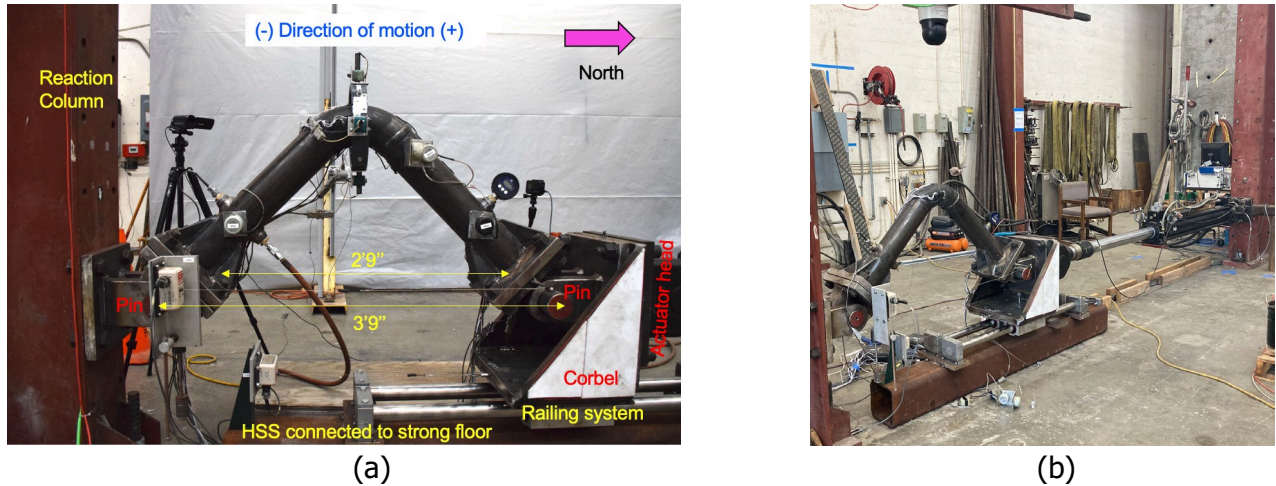 (-) Direction of motion (+)
North
Reaction
Column
2'9”
3'9”
Pin
Pin
Actuator head
Corbel
Railing system
HSS connected to strong floor
(a)
(b)